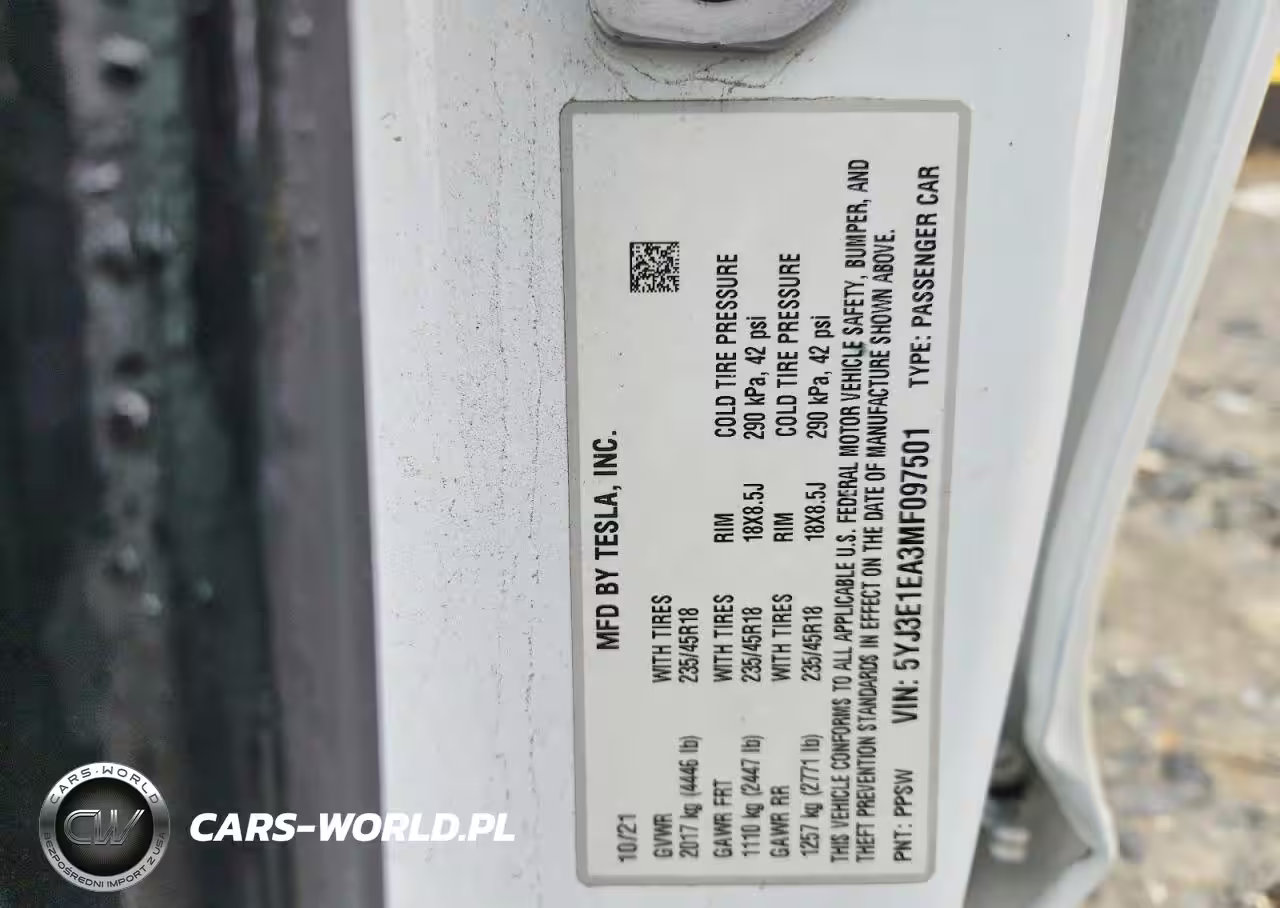 MFD BY TESLA, INC.
10/21
GVWR WITH TIRES
2017 kg (4446 lb) 235/45R18
GAWR FRT WITH TIRES RIM COLD TIRE PRESSURE
1110 kg (2447 lb) 235/45R18 18X8.5J 290 kPa, 42 psi
GAWR RR WITH TIRES RIM COLD TIRE PRESSURE
1257 kg (2771 lb) 235/45R18 18X8.5J 290 kPa, 42 psi
THIS VEHICLE CONFORMS TO ALL APPLICABLE U.S. FEDERAL MOTOR VEHICLE SAFETY, BUMPER, AND
THEFT PREVENTION STANDARDS IN EFFECT ON THE DATE OF MANUFACTURE SHOWN ABOVE.
PNT: PPSW VIN: 5YJ3E1EA3MF097501 TYPE: PASSENGER CAR
CARS-WORLD
CW
BEZPOŚREDNI IMPORT Z USA
CARS-WORLD.PL